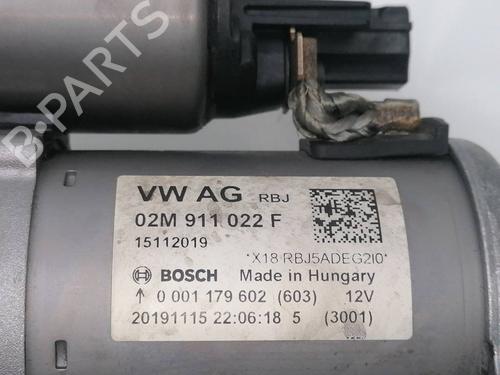 B-PARTS
VW AG RBJ
02M 911 022 F
15112019
*X18 RBJ5ADEG2I0*
BOSCH Made in Hungary
↑ 0 001 179 602 (603) 12V
20191115 22:06:18 5 (3001)